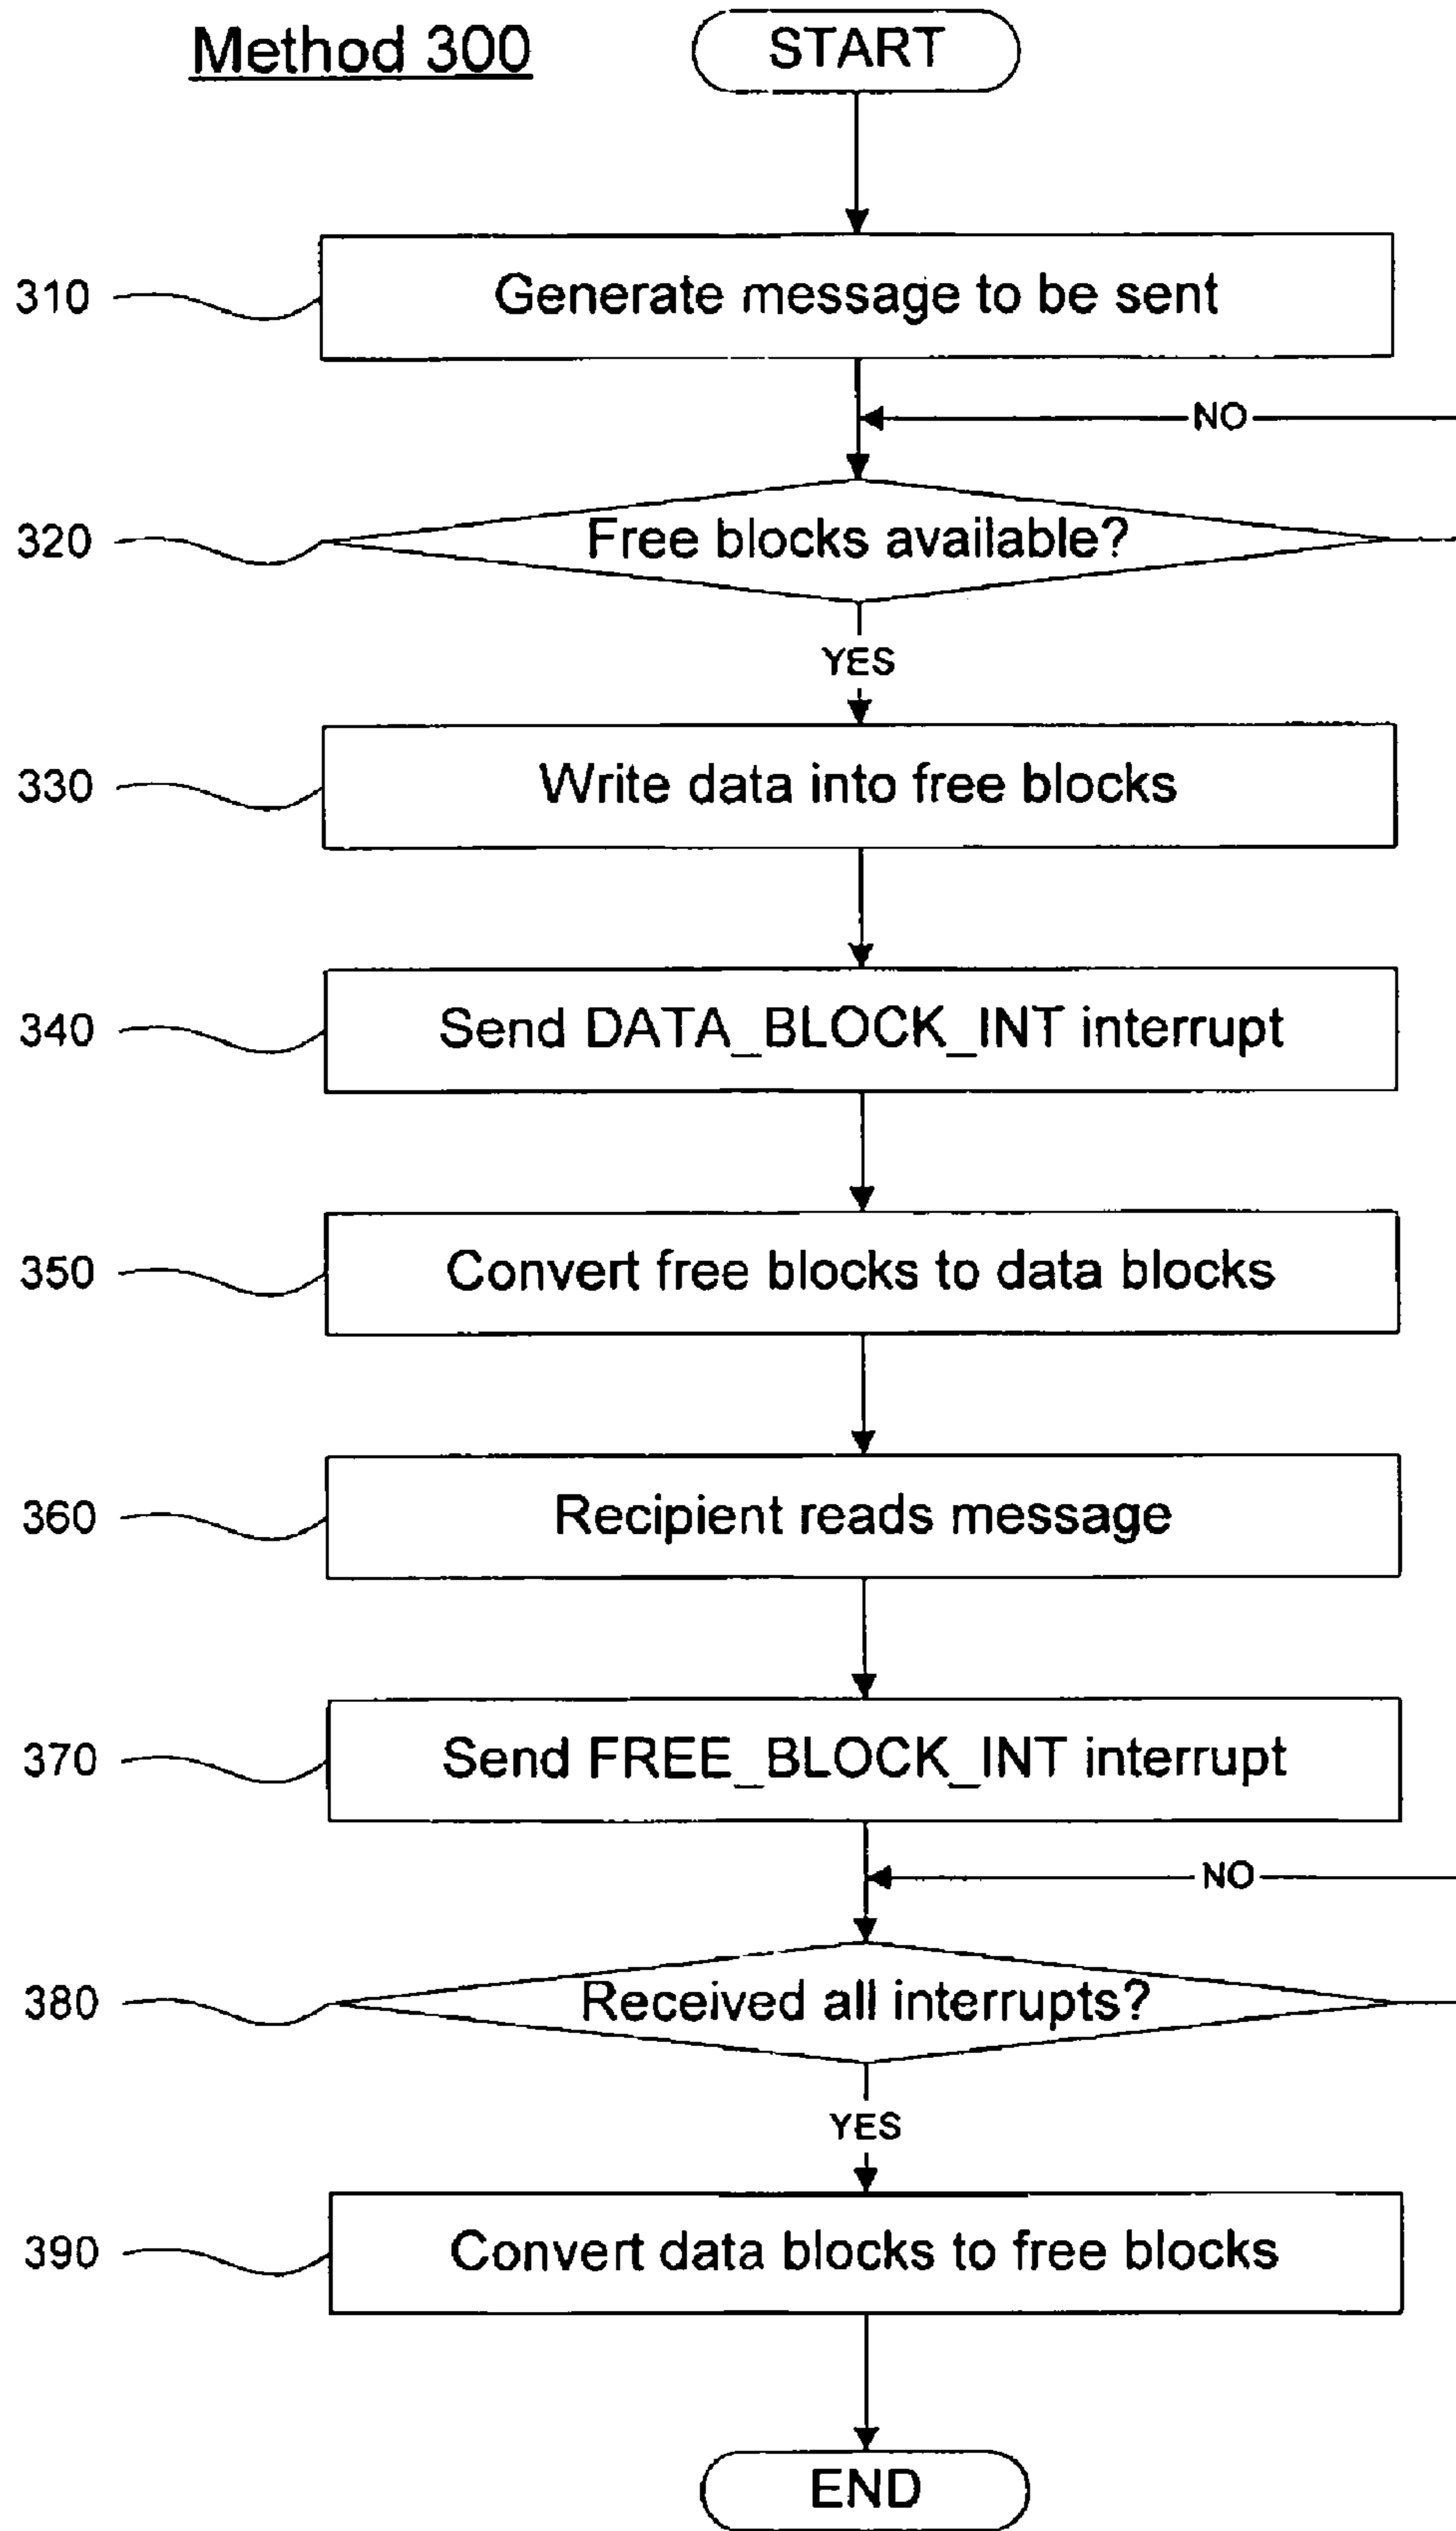 Method 300
START
310
Generate message to be sent
NO
320
Free blocks available?
YES
330
Write data into free blocks
340
Send DATA_BLOCK_INT interrupt
350
Convert free blocks to data blocks
360
Recipient reads message
370
Send FREE_BLOCK_INT interrupt
NO
380
Received all interrupts?
YES
390
Convert data blocks to free blocks
END